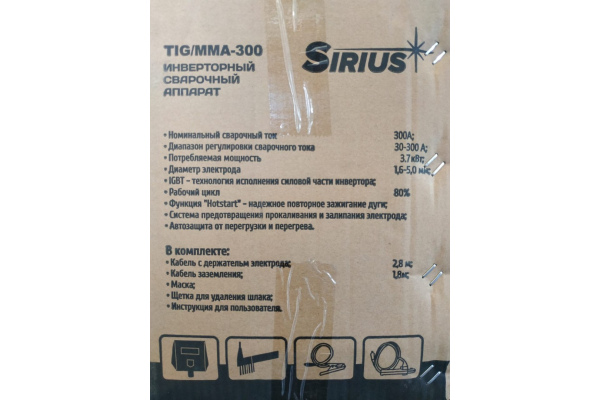 TIG/MMA-300
ИНВЕРТОРНЫЙ
СВАРОЧНЫЙ
АППАРАТ
SIRIUS
• Номинальный сварочный ток 300А;
• Диапазон регулировки сварочного тока 30-300 А;
• Потребляемая мощность 3.7кВт;
• Диаметр электрода 1,6-5,0 мм;
• IGBT - технология исполнения силовой части инвертора;
• Рабочий цикл 80%
• Функция "Hotstart" - надежное повторное зажигание дуги;
• Система предотвращения прокаливания и залипания электрода;
• Автозащита от перегрузки и перегрева.
В комплекте:
• Кабель с держательм электрода; 2,8 м;
• Кабель заземления; 1,8м;
• Маска;
• Щетка для удаления шлака;
• Инструкция для пользователя.